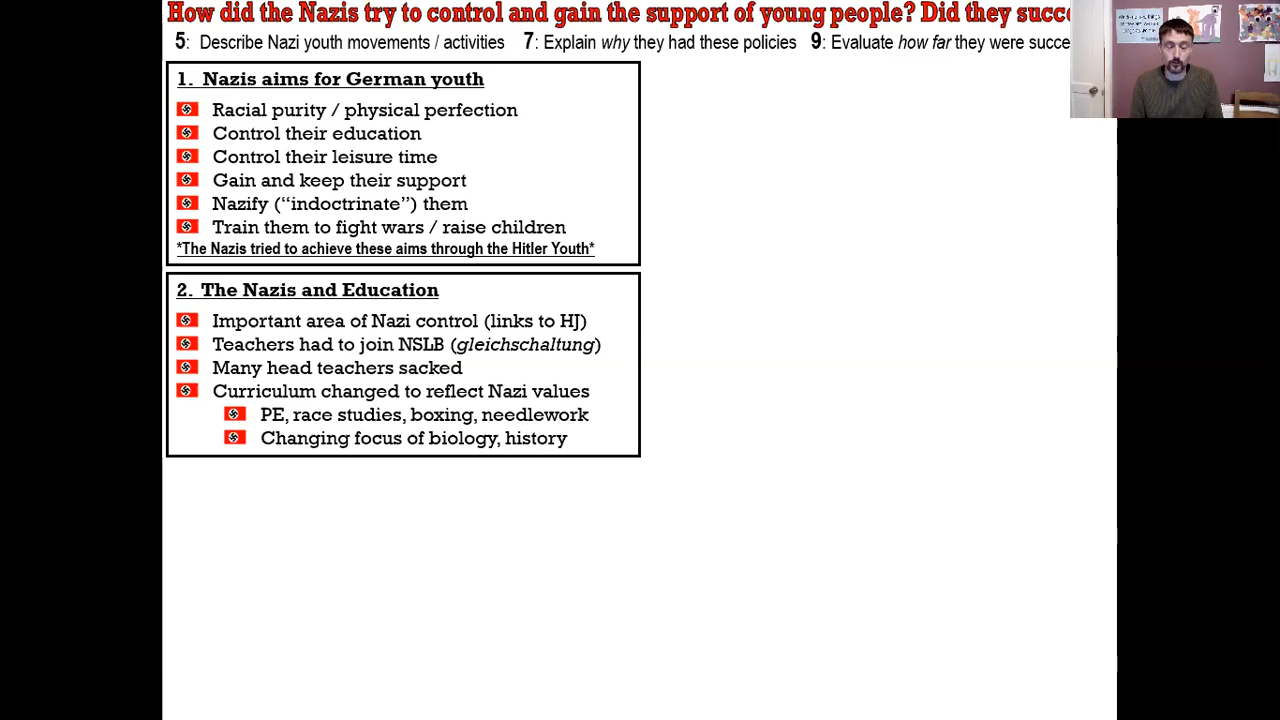 How did the Nazis try to control and gain the support of young people? Did they succ
5: Describe Nazi youth movements / activities 7: Explain why they had these policies 9: Evaluate how far they were succe
1. Nazis aims for German youth
Racial purity / physical perfection
Control their education
Control their leisure time
Gain and keep their support
Nazify (“indoctrinate”) them
Train them to fight wars / raise children
*The Nazis tried to achieve these aims through the Hitler Youth*
2. The Nazis and Education
Important area of Nazi control (links to HJ)
Teachers had to join NSLB (gleichschaltung)
Many head teachers sacked
Curriculum changed to reflect Nazi values
PE, race studies, boxing, needlework
Changing focus of biology, history